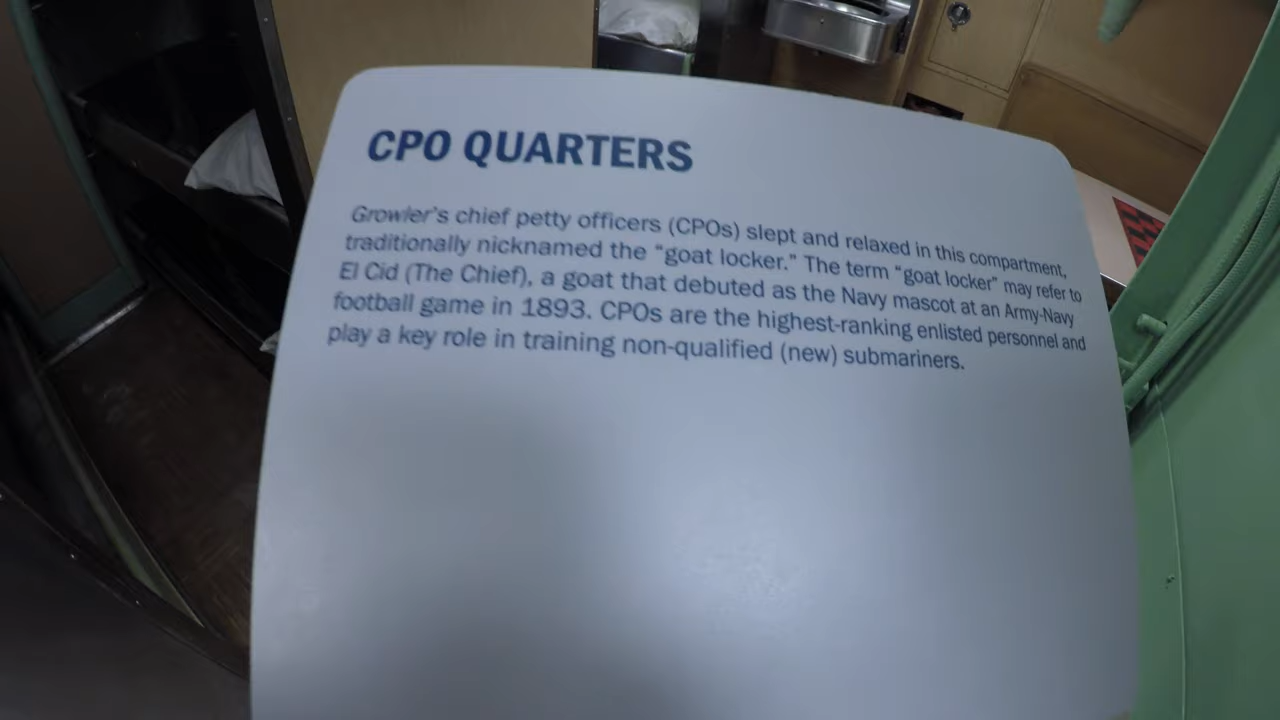 CPO QUARTERS
Growler's chief petty officers (CPOs) slept and relaxed in this compartment,
traditionally nicknamed the “goat locker.” The term “goat locker” may refer to
El Cid (The Chief), a goat that debuted as the Navy mascot at an Army-Navy
football game in 1893. CPOs are the highest-ranking enlisted personnel and
play a key role in training non-qualified (new) submariners.